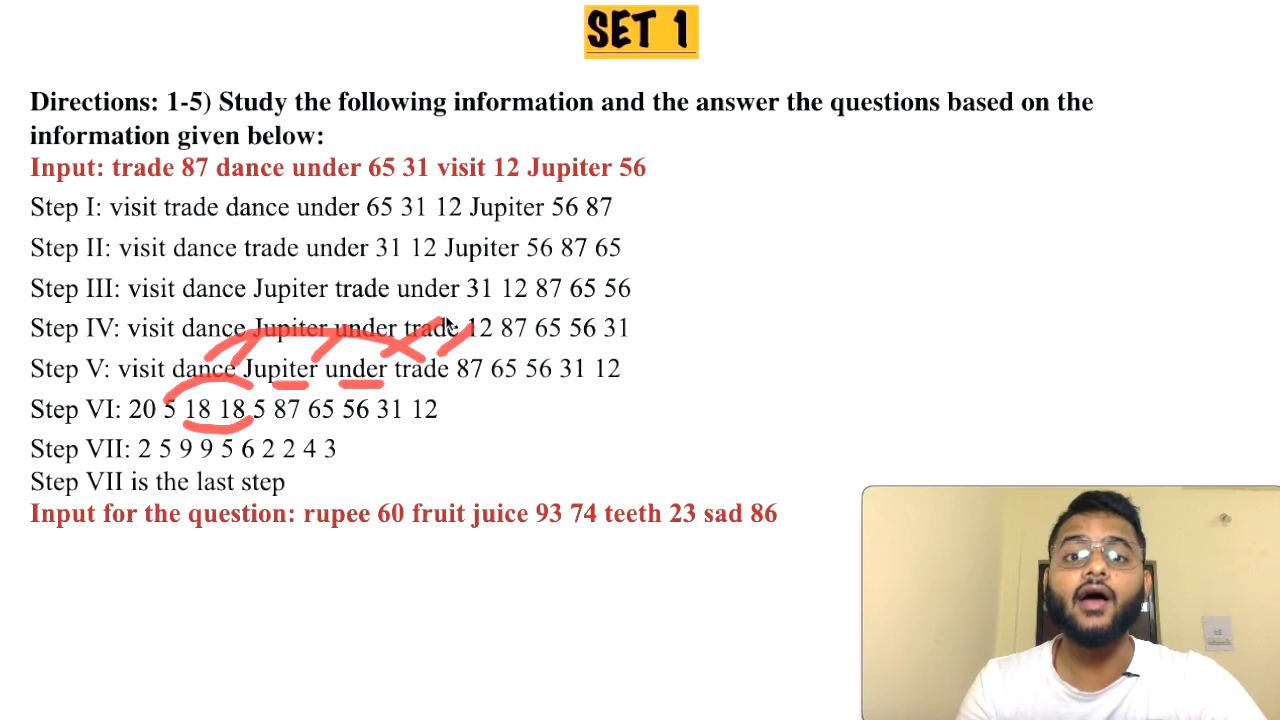 SET 1
Directions: 1-5) Study the following information and the answer the questions based on the
information given below:
Input: trade 87 dance under 65 31 visit 12 Jupiter 56
Step I: visit trade dance under 65 31 12 Jupiter 56 87
Step II: visit dance trade under 31 12 Jupiter 56 87 65
Step III: visit dance Jupiter trade under 31 12 87 65 56
Step IV: visit dance Jupiter under trade 12 87 65 56 31
Step V: visit dance Jupiter under trade 87 65 56 31 12
Step VI: 20 5 18 18 5 87 65 56 31 12
Step VII: 2 5 9 9 5 6 2 2 4 3
Step VII is the last step
Input for the question: rupee 60 fruit juice 93 74 teeth 23 sad 86